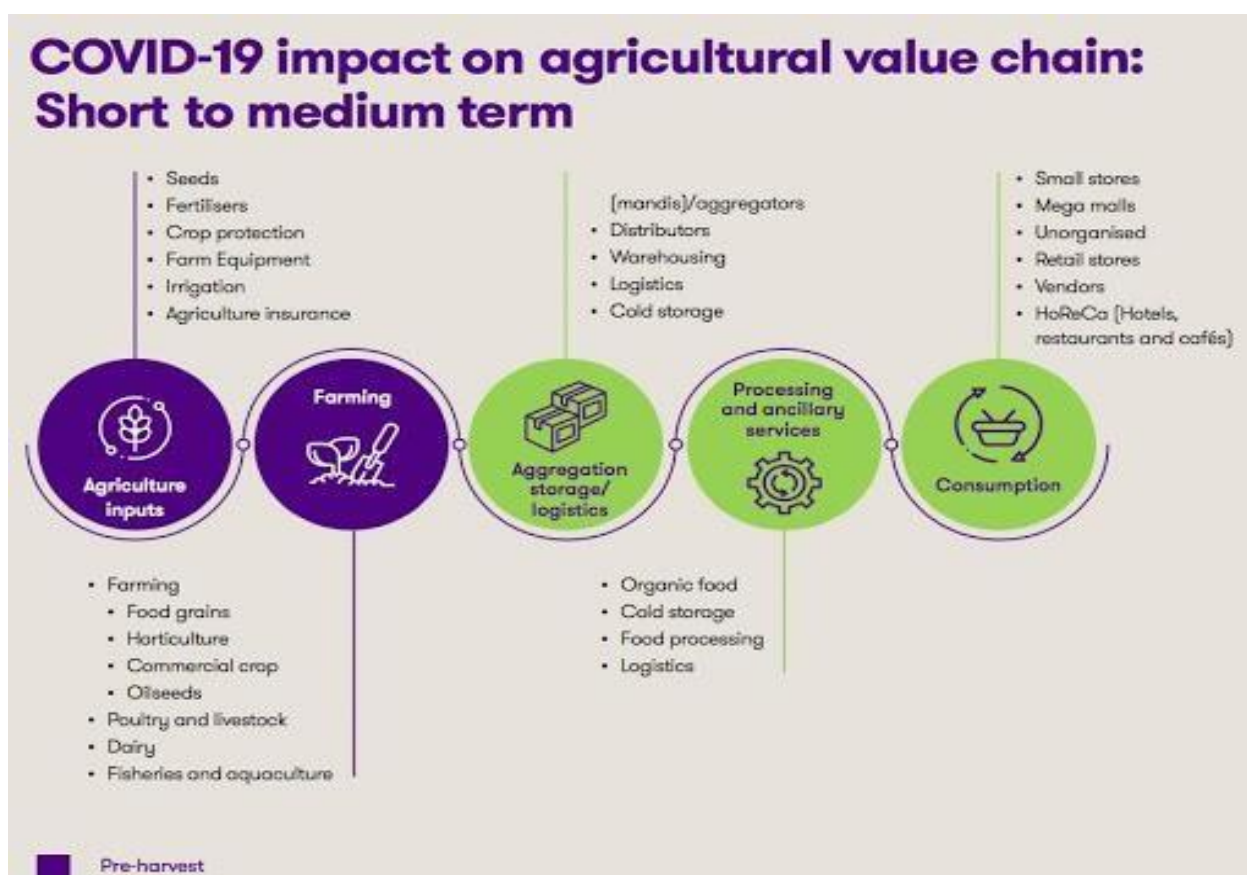 COVID-19 impact on agricultural value chain:
Short to medium term
• Seeds
• Fertilisers
• Crop protection
• Farm Equipment
• Irrigation
• Agriculture insurance
(mandis)/aggregators
• Distributors
• Warehousing
• Logistics
• Cold storage
• Small stores
• Mega malls
• Unorganised
• Retail stores
• Vendors
• HoReCa (Hotels,
restaurants and cafés)
Agriculture
inputs
Farming
Aggregation
storage/
logistics
Processing
and ancillary
services
Consumption
• Farming
• Food grains
• Horticulture
• Commercial crop
• Oilseeds
• Poultry and livestock
• Dairy
• Fisheries and aquaculture
• Organic food
• Cold storage
• Food processing
• Logistics
Pre-harvest